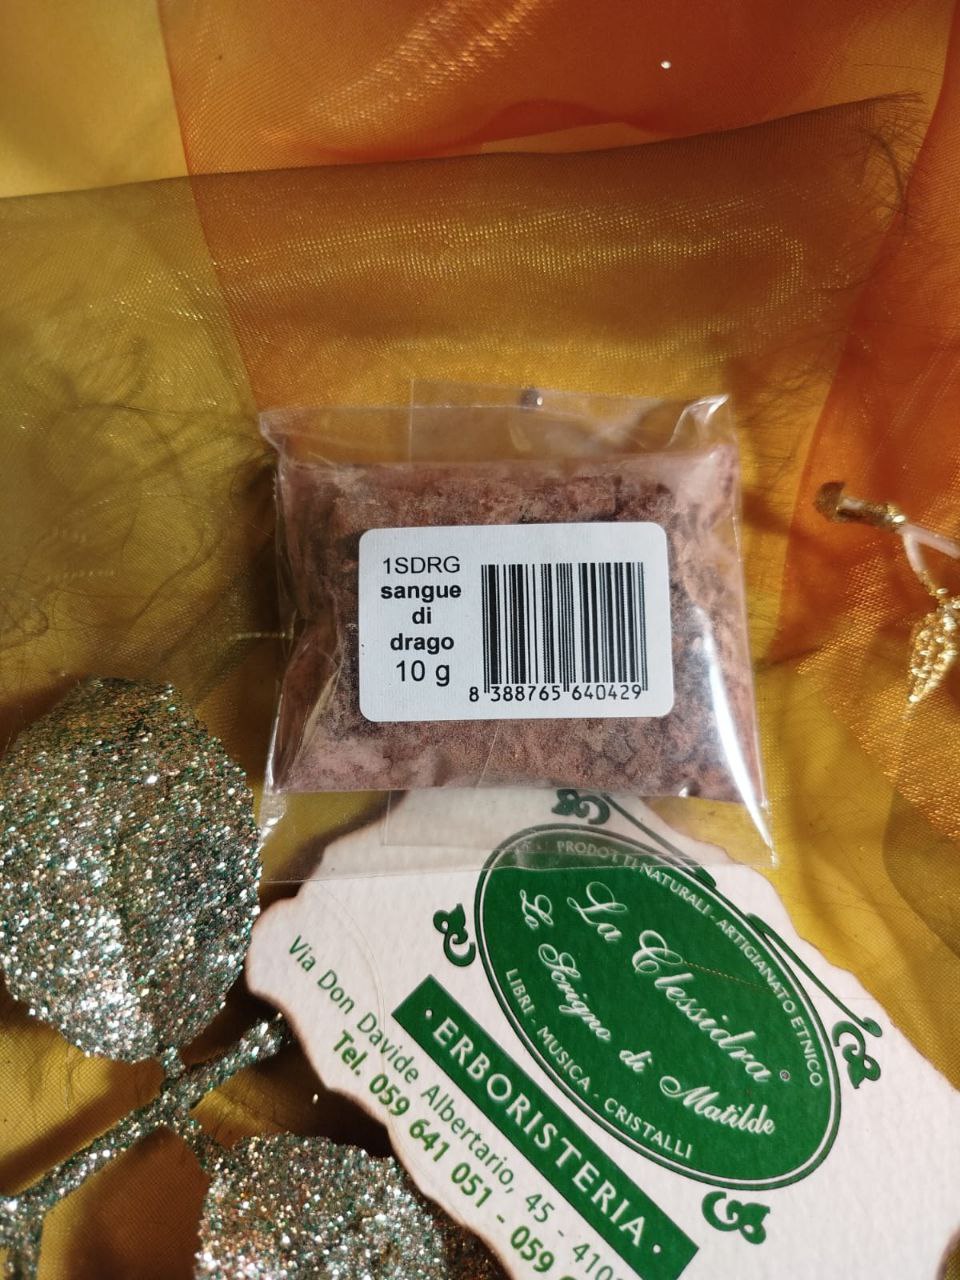 1SDRG
sangue
di
drago
10 g
8 388765 640429
PRODOTTI NATURALI - ARTIGIANATO ETNICO
La Clessidra®
Lo Scrigno di Matilde
LIBRI - MUSICA - CRISTALLI
• ERBORISTERIA •
Via Don Davide Albertario, 45 -
Tel. 059 641 051 - 059